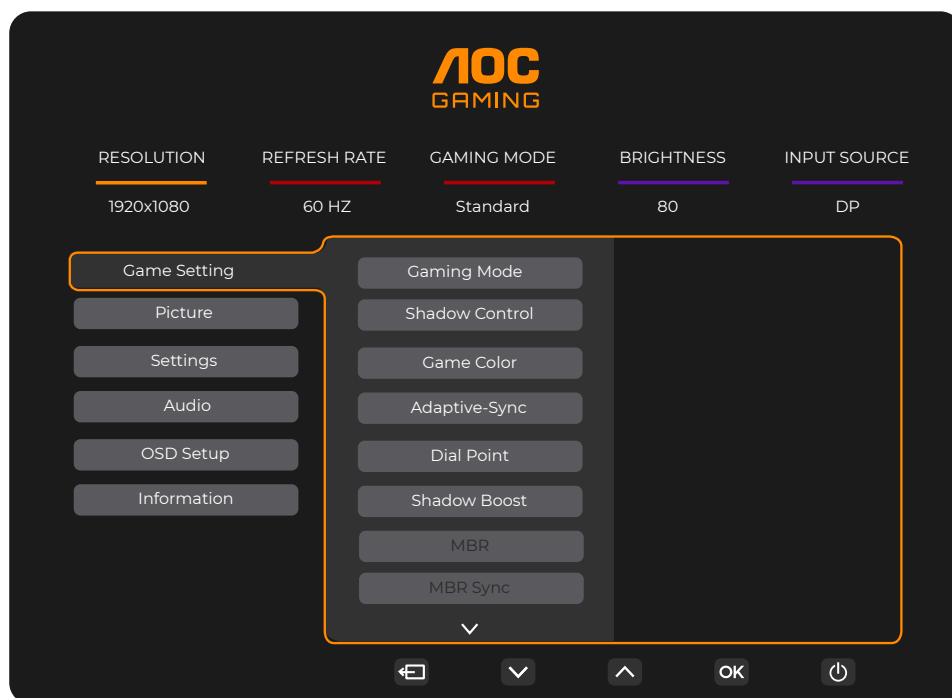 AOC
GAMING
RESOLUTION REFRESH RATE GAMING MODE BRIGHTNESS INPUT SOURCE
1920x1080 60 HZ Standard 80 DP
Game Setting
Picture
Settings
Audio
OSD Setup
Information
Gaming Mode
Shadow Control
Game Color
Adaptive-Sync
Dial Point
Shadow Boost
MBR
MBR Sync
OK